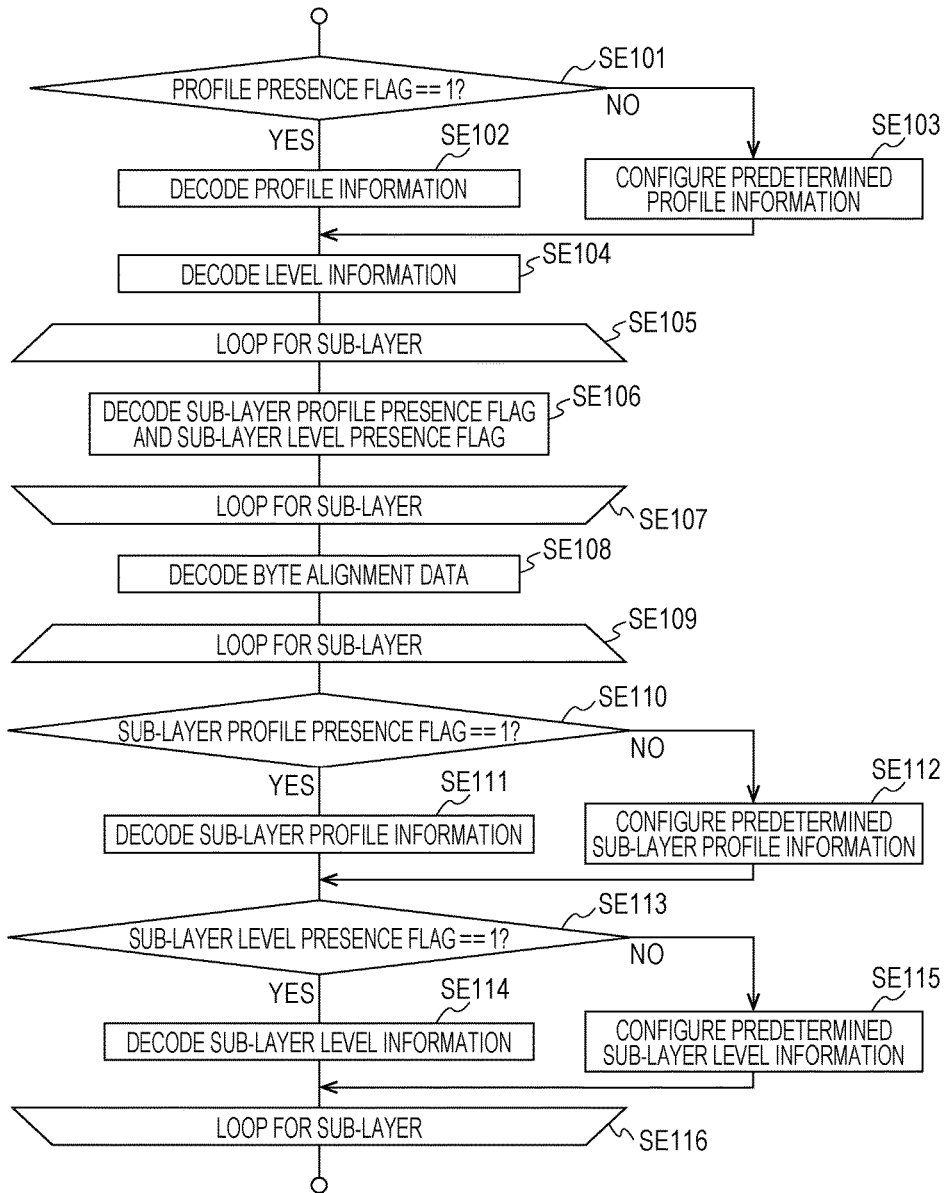 SE101
PROFILE PRESENCE FLAG == 1?
NO
YES
SE102
SE103
DECODE PROFILE INFORMATION
CONFIGURE PREDETERMINED
PROFILE INFORMATION
SE104
DECODE LEVEL INFORMATION
SE105
LOOP FOR SUB-LAYER
SE106
DECODE SUB-LAYER PROFILE PRESENCE FLAG
AND SUB-LAYER LEVEL PRESENCE FLAG
LOOP FOR SUB-LAYER
SE107
SE108
DECODE BYTE ALIGNMENT DATA
SE109
LOOP FOR SUB-LAYER
SE110
SUB-LAYER PROFILE PRESENCE FLAG == 1?
NO
YES
SE111
SE112
DECODE SUB-LAYER PROFILE INFORMATION
CONFIGURE PREDETERMINED
SUB-LAYER PROFILE INFORMATION
SE113
SUB-LAYER LEVEL PRESENCE FLAG == 1?
NO
YES
SE114
SE115
DECODE SUB-LAYER LEVEL INFORMATION
CONFIGURE PREDETERMINED
SUB-LAYER LEVEL INFORMATION
LOOP FOR SUB-LAYER
SE116